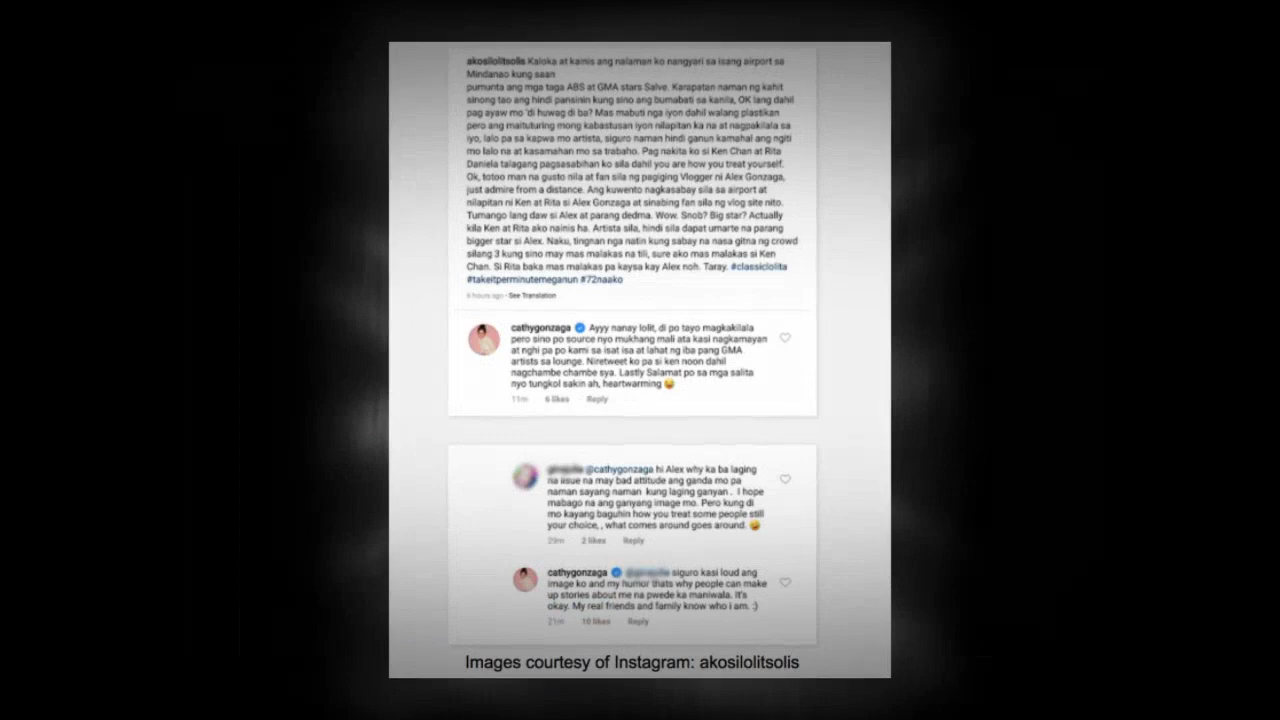 akosilolitsolis Kaloka at kainis ang nalaman ko nangyari sa isang airport sa
Mindanao kung saan
pumunta ang mga taga ABS at GMA stars Salve. Karapatan naman ng kahit
sinong tao ang hindi pansinin kung sino ang bumabati sa kanila, OK lang dahil
pag ayaw mo 'di huwag di ba? Mas mabuti nga iyon dahil walang plastikan
pero ang maituturing mong kabastusan iyon nilapitan ka na at nagpakilala sa
iyo, lalo pa sa kapwa mo artista, siguro naman hindi ganun kamahal ang ngiti
mo lalo na at kasamahan mo sa trabaho. Pag nakita ko si Ken Chan at Rita
Daniela talagang pagsasabihan ko sila dahil you are how you treat yourself.
Ok, totoo man na gusto nila at fan sila ng pagiging Vlogger ni Alex Gonzaga,
just admire from a distance. Ang kuwento nagkasabay sila sa airport at
nilapitan ni Ken at Rita si Alex Gonzaga at sinabing fan sila ng vlog site nito.
Tumango lang daw si Alex at parang dedma. Wow. Snob? Big star? Actually
kila Ken at Rita ako nainis ha. Artista sila, hindi sila dapat umarte na parang
bigger star si Alex. Naku, tingnan nga natin kung sabay na nasa gitna ng crowd
silang 3 kung sino may mas malakas na tili, sure ako mas malakas si Ken
Chan. Si Rita baka mas malakas pa kaysa kay Alex noh. Taray. #classiclolita
#takeitperminutemeganun #72naako
6 hours ago · See Translation
cathygonzaga Ayyy nanay lolit, di po tayo magkakilala
pero sino po source nyo mukhang mali ata kasi nagkamayan
at nghi pa po kami sa isat isa at lahat ng iba pang GMA
artists sa lounge. Niretweet ko pa si ken noon dahil
nagchambe chambe sya. Lastly Salamat po sa mga salita
nyo tungkol sakin ah, heartwarming 😅
11m 6 likes Reply
@cathygonzaga hi Alex why ka ba laging
na iisue na may bad attitude ang ganda mo pa
naman sayang naman kung laging ganyan . I hope
mabago na ang ganyang image mo. Pero kung di
mo kayang baguhin how you treat some people still
your choice, , what comes around goes around. 🤣
29m 2 likes Reply
cathygonzaga siguro kasi loud ang
image ko and my humor thats why people can make
up stories about me na pwede ka maniwala. It's
okay. My real friends and family know who i am. :)
21m 10 likes Reply
Images courtesy of Instagram: akosilolitsolis